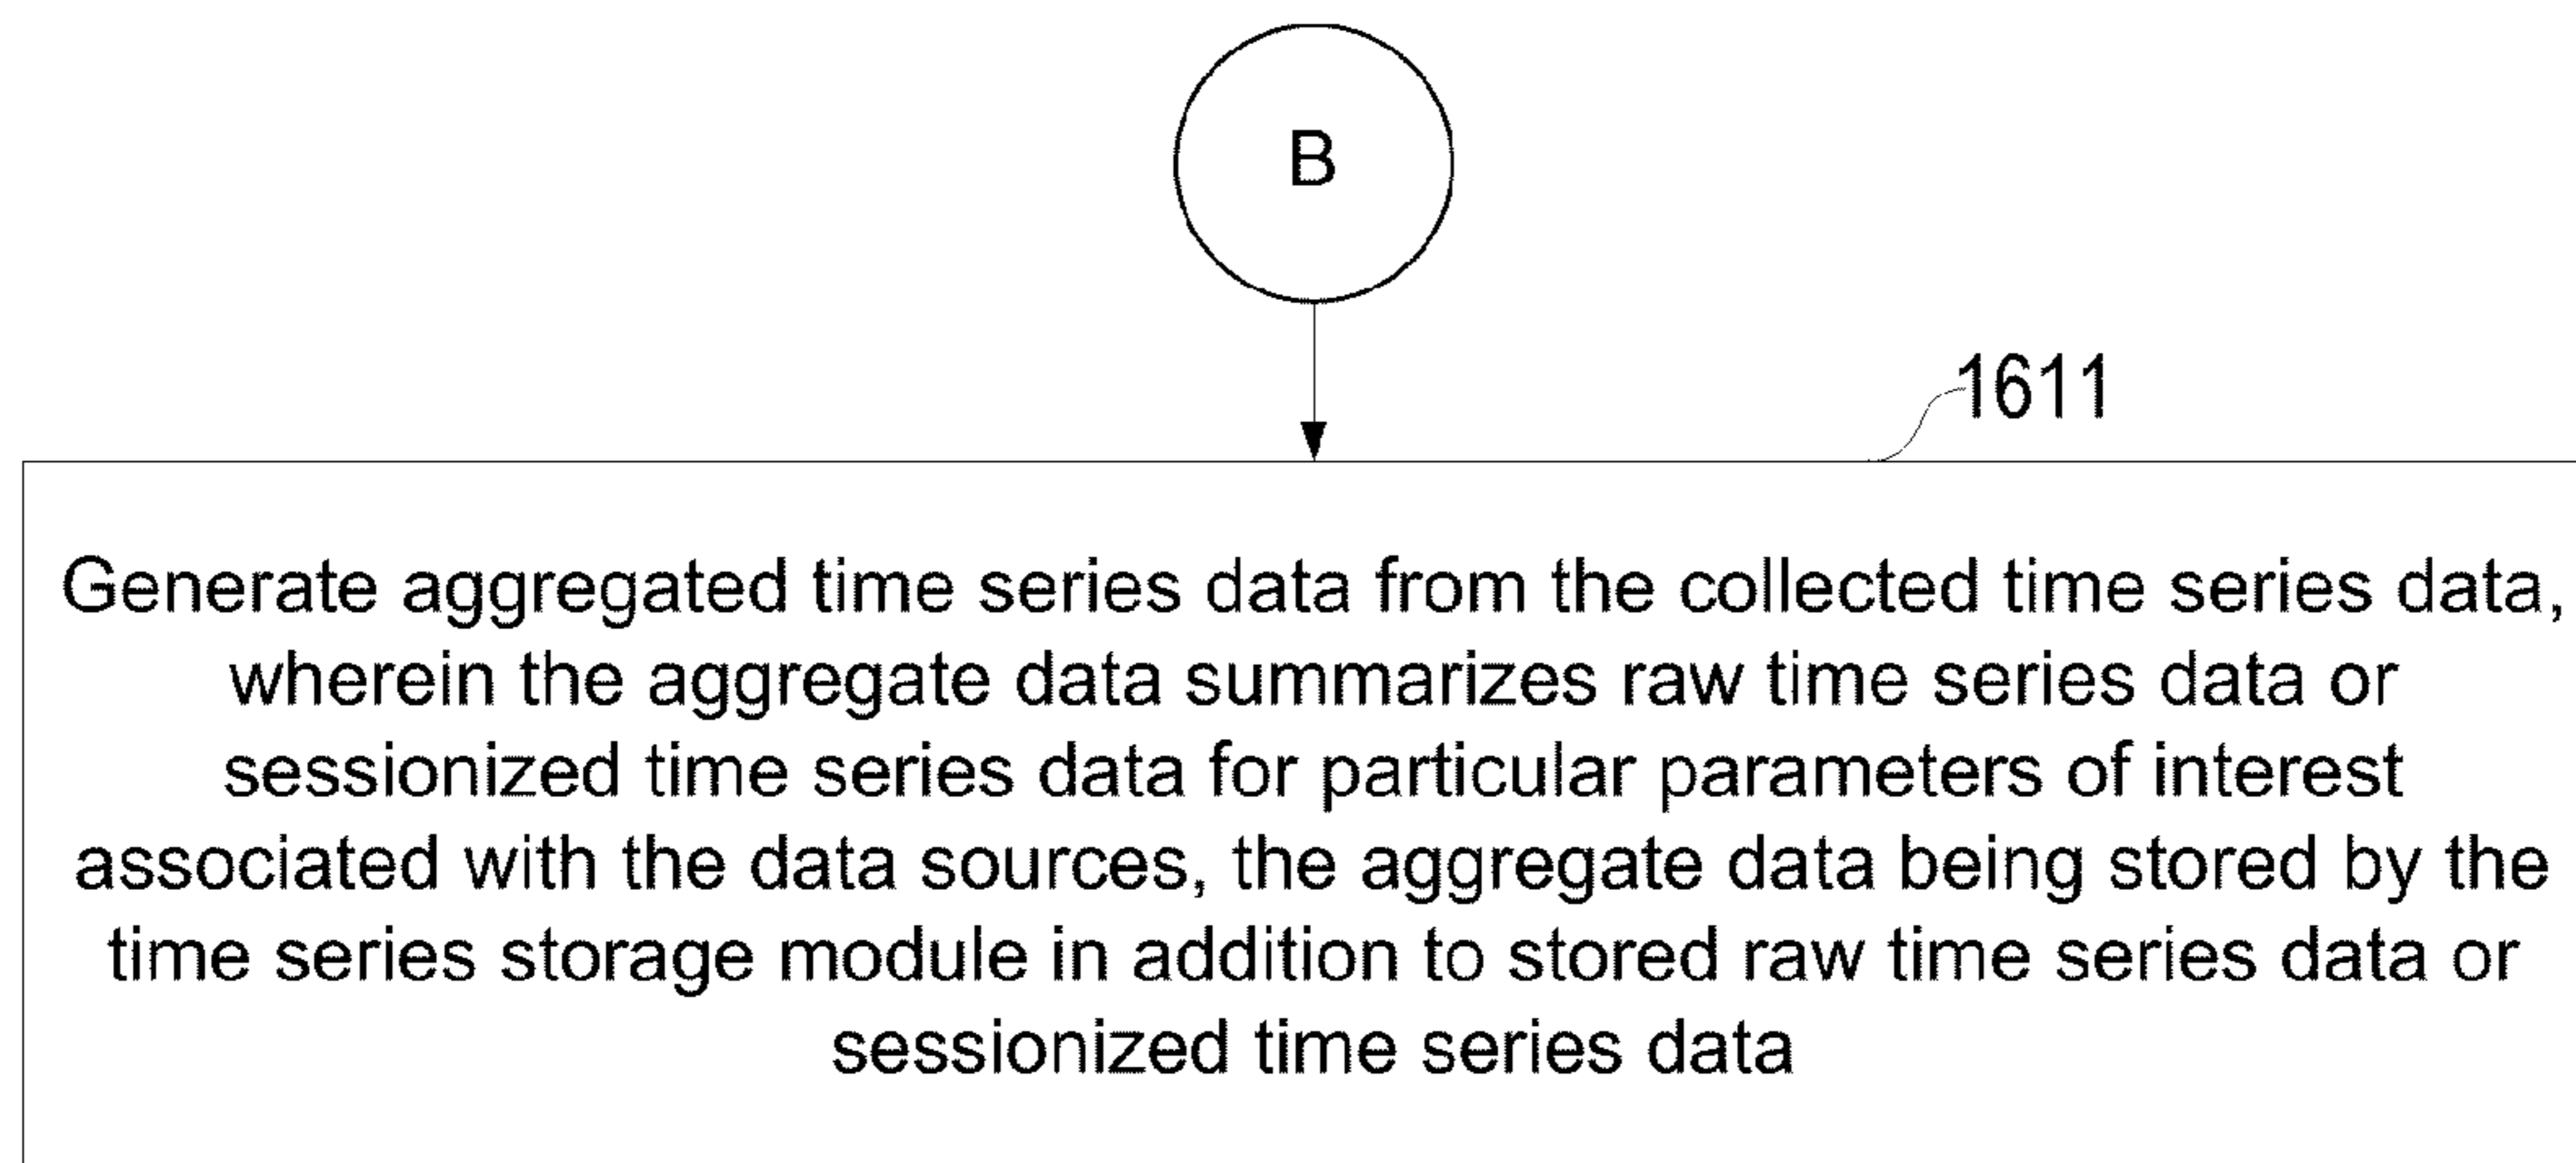 B
1611
Generate aggregated time series data from the collected time series data,
wherein the aggregate data summarizes raw time series data or
sessionized time series data for particular parameters of interest
associated with the data sources, the aggregate data being stored by the
time series storage module in addition to stored raw time series data or
sessionized time series data